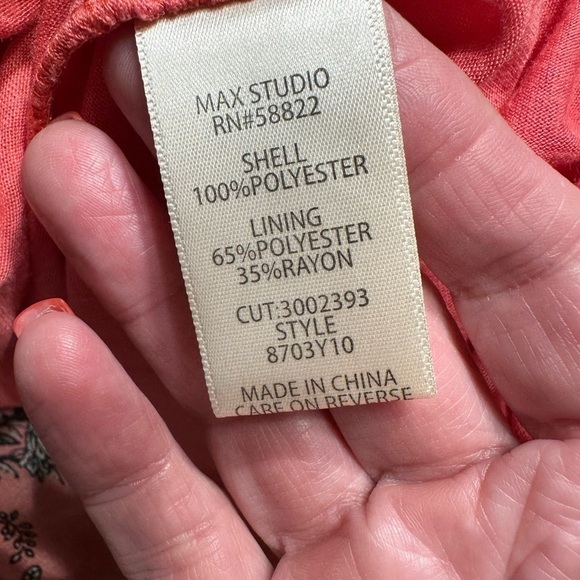 MAX STUDIO
RN#58822
SHELL
100%POLYESTER
LINING
65%POLYESTER
35%RAYON
CUT:3002393
STYLE
8703Y10
MADE IN CHINA
CARE ON REVERSE